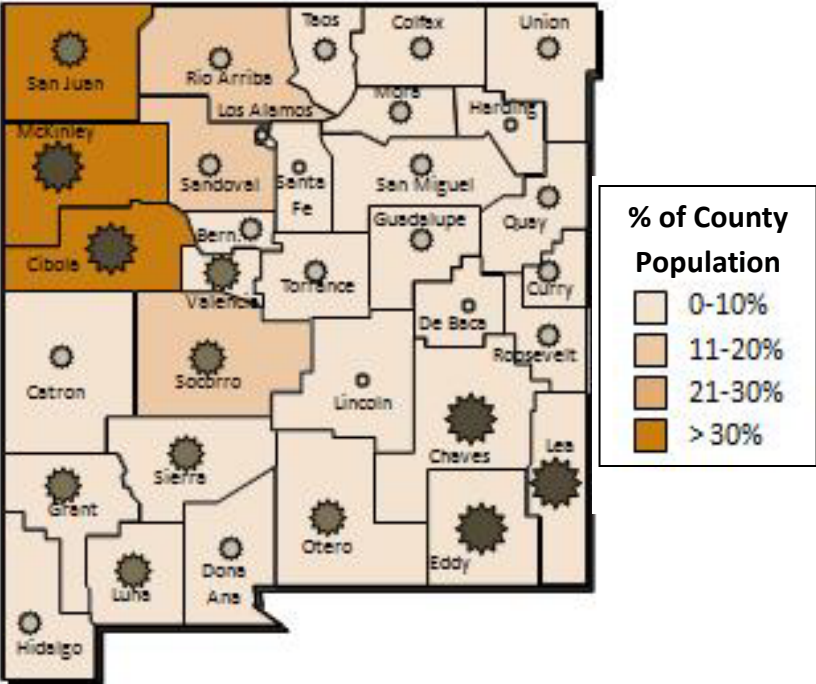 Taos
Colfax
Union
San Juan
Rio Arriba
Mora
Los Alamos
Harding
McKinley
Sandoval
Santa
Fe
San Miguel
Guadalupe
Quay
Bern.
Cibola
Torrance
Curry
Valencia
De Baca
Roosevelt
Catron
Socorro
Lincoln
Chaves
Lea
Sierra
Grant
Otero
Eddy
Luna
Dona
Ana
Hidalgo
% of County
Population
0-10%
11-20%
21-30%
> 30%